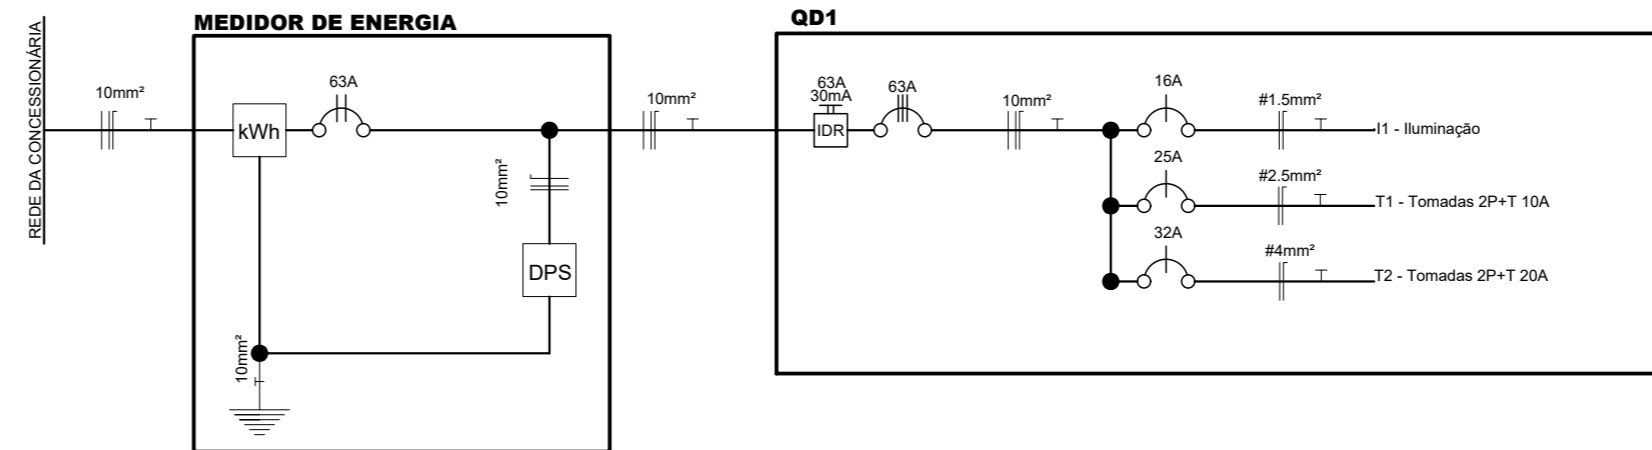 REDE DA CONCESSIONÁRIA
10mm²
MEDIDOR DE ENERGIA
kWh
63A
10mm²
DPS
10mm²
10mm²
QD1
63A
30mA
IDR
63A
10mm²
16A
#1.5mm²
I1 - Iluminação
25A
#2.5mm²
T1 - Tomadas 2P+T 10A
32A
#4mm²
T2 - Tomadas 2P+T 20A